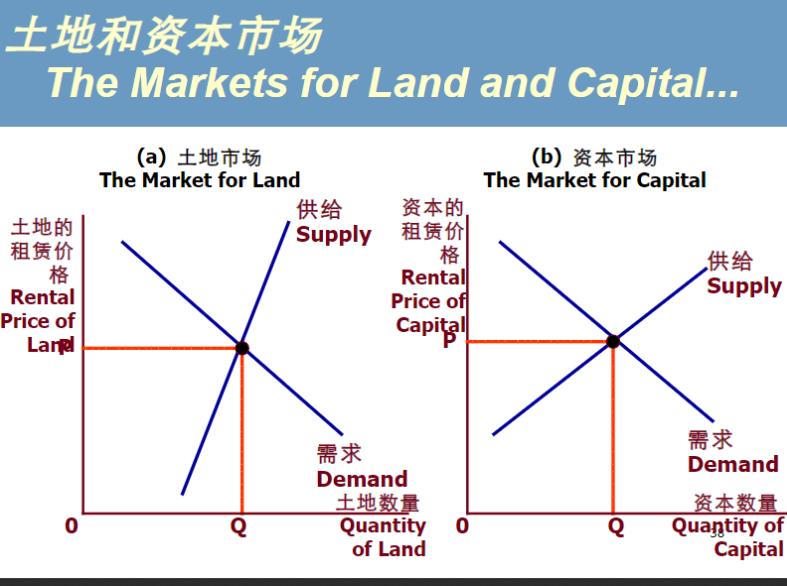 土地和资本市场
The Markets for Land and Capital...
(a) 土地市场
The Market for Land
土地的
租赁价
格
Rental
Price of
Land
P
供给
Supply
需求
Demand
土地数量
Quantity
of Land
0
Q
(b) 资本市场
The Market for Capital
资本的
租赁价
格
Rental
Price of
Capital
P
供给
Supply
需求
Demand
资本数量
Quantity of
Capital
0
Q
38